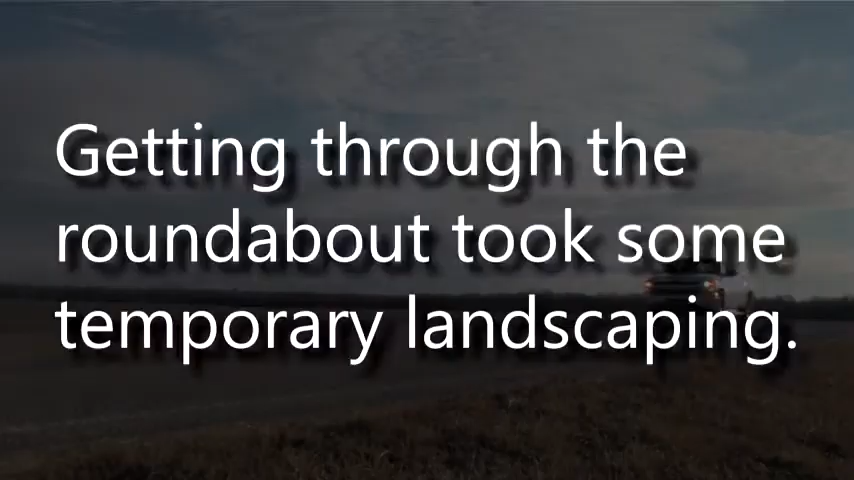 Getting through the
roundabout took some
temporary landscaping.